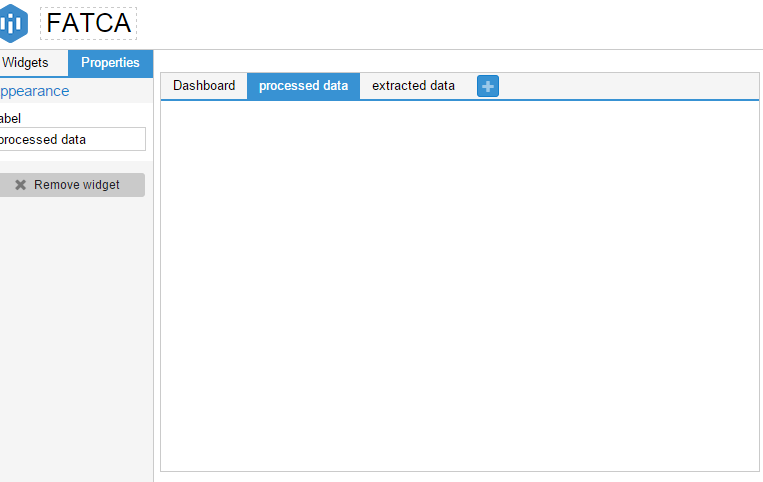 FATCA
Widgets Properties
ppearance
abel
processed data
Remove widget
Dashboard processed data extracted data